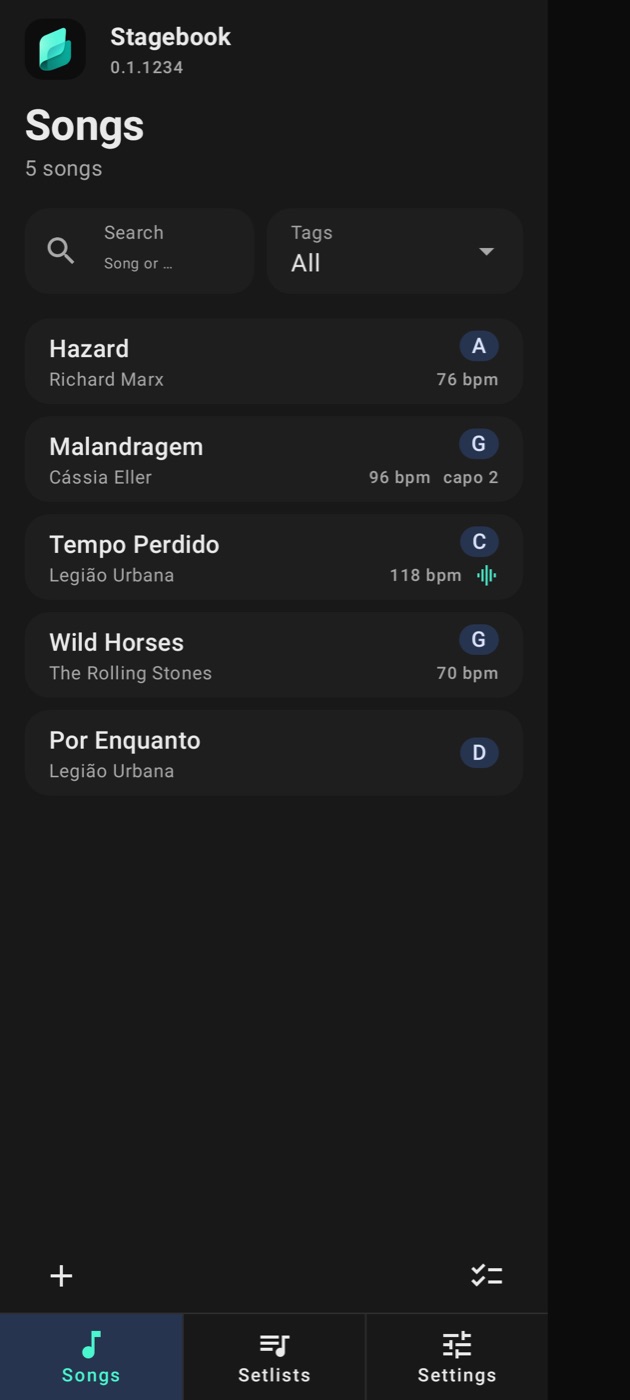 Stagebook
0.1.1234
Songs
5 songs
Search
Song or …
Tags
All
Hazard
A
Richard Marx
76 bpm
Malandragem
G
Cássia Eller
96 bpm capo 2
Tempo Perdido
C
Legião Urbana
118 bpm
Wild Horses
G
The Rolling Stones
70 bpm
Por Enquanto
D
Legião Urbana
Songs
Setlists
Settings